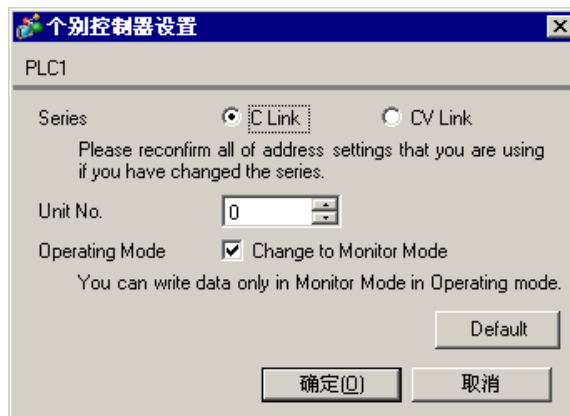 个别控制器设置
PLC1
Series C Link CV Link
Please reconfirm all of address settings that you are using
if you have changed the series.
Unit No. 0
Operating Mode Change to Monitor Mode
You can write data only in Monitor Mode in Operating mode.
Default
确定(O) 取消